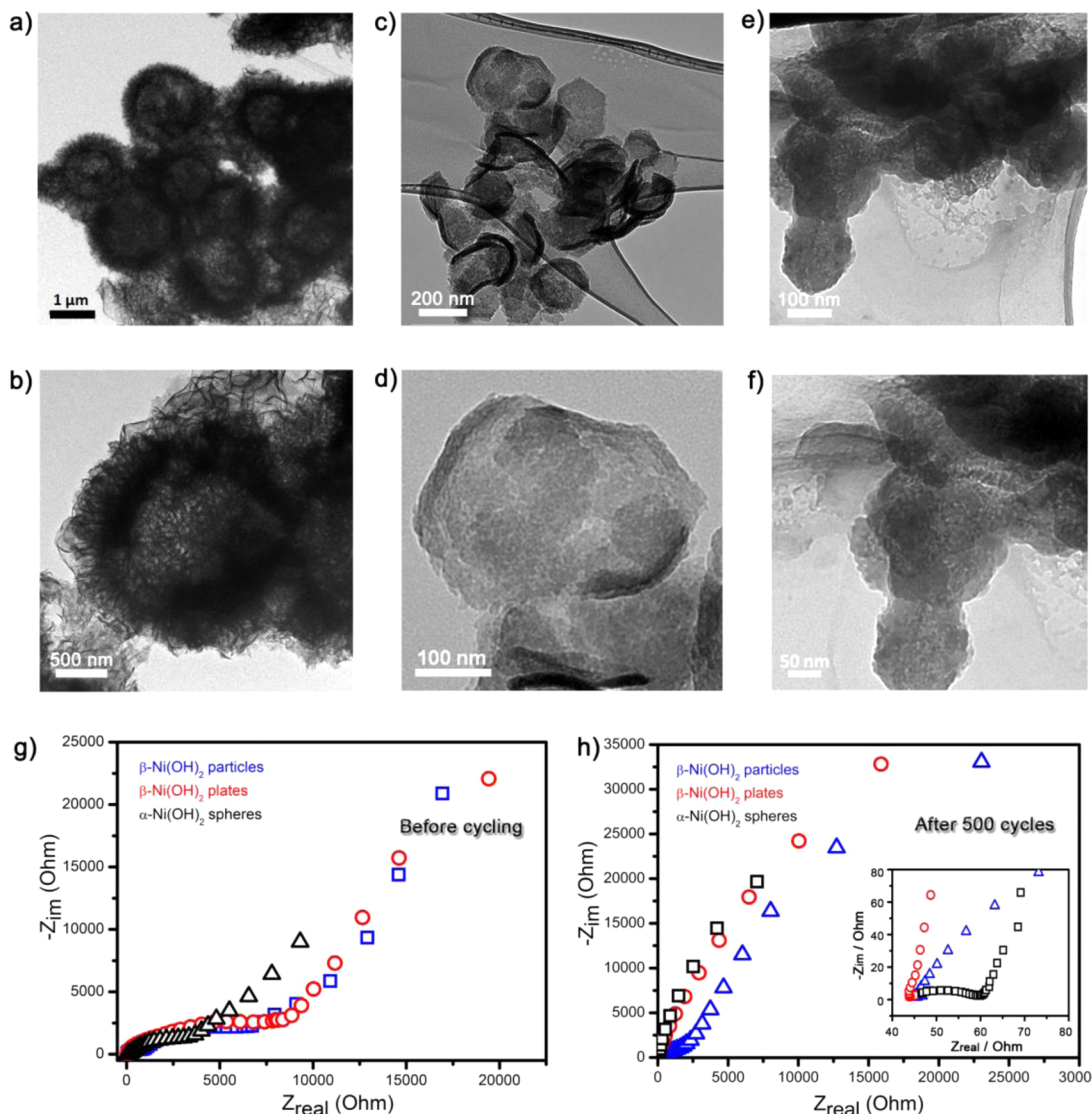 a)
c)
e)
1 µm
200 nm
100 nm
b)
d)
f)
500 nm
100 nm
50 nm
g)
25000
20000
15000
10000
5000
0
-Zim (Ohm)
β-Ni(OH)2 particles
β-Ni(OH)2 plates
α-Ni(OH)2 spheres
Before cycling
0 5000 10000 15000 20000
Zreal (Ohm)
h)
35000
30000
25000
20000
15000
10000
5000
0
-Zim (Ohm)
β-Ni(OH)2 particles
β-Ni(OH)2 plates
α-Ni(OH)2 spheres
After 500 cycles
80
60
40
20
0
-Zim / Ohm
40 50 60 70 80
Zreal / Ohm
0 5000 10000 15000 20000 25000 3000
Zreal (Ohm)